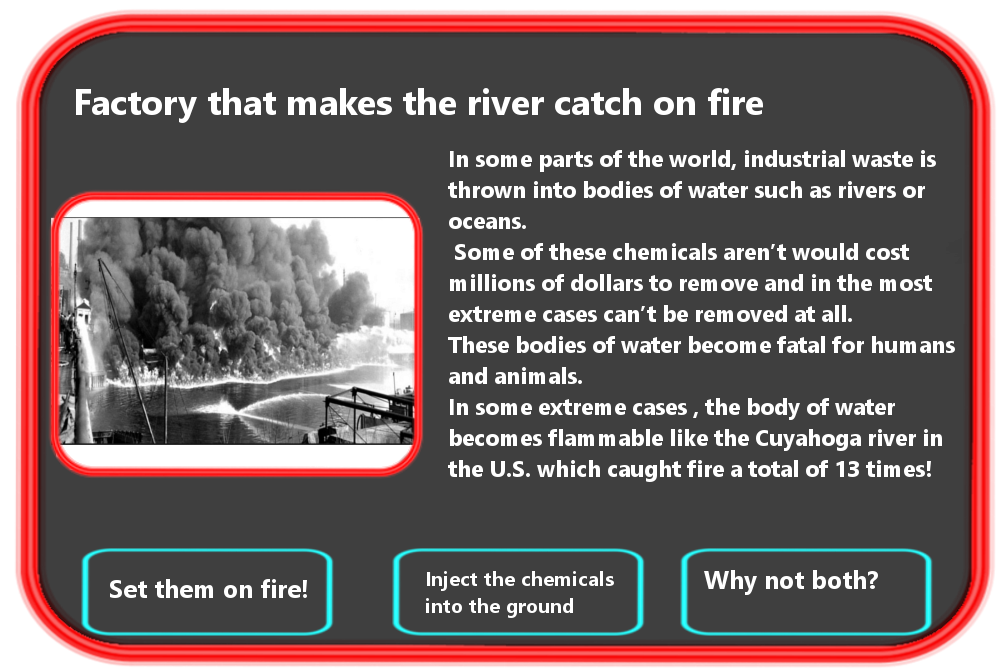 Factory that makes the river catch on fire
In some parts of the world, industrial waste is
thrown into bodies of water such as rivers or
oceans.
Some of these chemicals aren’t would cost
millions of dollars to remove and in the most
extreme cases can’t be removed at all.
These bodies of water become fatal for humans
and animals.
In some extreme cases , the body of water
becomes flammable like the Cuyahoga river in
the U.S. which caught fire a total of 13 times!
Set them on fire!
Inject the chemicals
into the ground
Why not both?